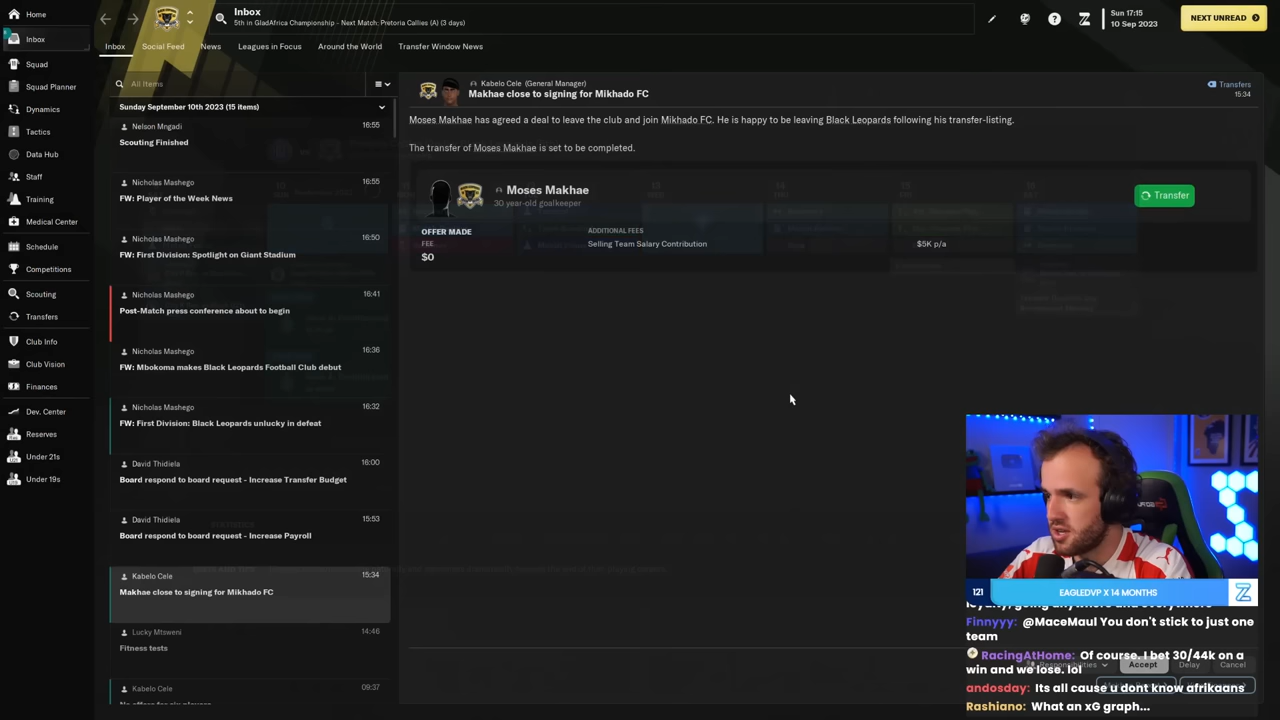 Home
Inbox
5th in GladAfrica Championship - Next Match: Pretoria Callies (A) (3 days)
Sun 17:15
10 Sep 2023
NEXT UNREAD
Inbox
Squad
Squad Planner
Dynamics
Tactics
Data Hub
Staff
Training
Medical Center
Schedule
Competitions
Scouting
Transfers
Club Info
Club Vision
Finances
Dev. Center
Reserves
Under 21s
Under 19s
Inbox Social Feed News Leagues in Focus Around the World Transfer Window News
All Items
Sunday September 10th 2023 (15 items)
Nelson Mngadi 16:55
Scouting Finished
Nicholas Mashego 16:55
FW: Player of the Week News
Nicholas Mashego 16:50
FW: First Division: Spotlight on Giant Stadium
Nicholas Mashego 16:41
Post-Match press conference about to begin
Nicholas Mashego 16:36
FW: Mbokoma makes Black Leopards Football Club debut
Nicholas Mashego 16:32
FW: First Division: Black Leopards unlucky in defeat
David Thidiela 16:00
Board respond to board request - Increase Transfer Budget
David Thidiela 15:53
Board respond to board request - Increase Payroll
Kabelo Cele 15:34
Makhae close to signing for Mikhado FC
Lucky Mtsweni 14:46
Fitness tests
Kabelo Cele 09:37
Kabelo Cele (General Manager)
Makhae close to signing for Mikhado FC
Transfers
15:34
Moses Makhae has agreed a deal to leave the club and join Mikhado FC. He is happy to be leaving Black Leopards following his transfer-listing.
The transfer of Moses Makhae is set to be completed.
Moses Makhae
30 year-old goalkeeper
Transfer
OFFER MADE
FEE
$0
ADDITIONAL FEES
Selling Team Salary Contribution $5K p/a
121 EAGLEDVP X 14 MONTHS
loyalty, going anywhere and everywhere
Finnyyy: @MaceMaul You don't stick to just one
team
RacingAtHome: Of course. I bet 30/44k on a
win and we lose. lol
andosday: Its all cause u dont know afrikaans
Rashiano: What an xG graph...
Responsibilities Accept Delay Cancel